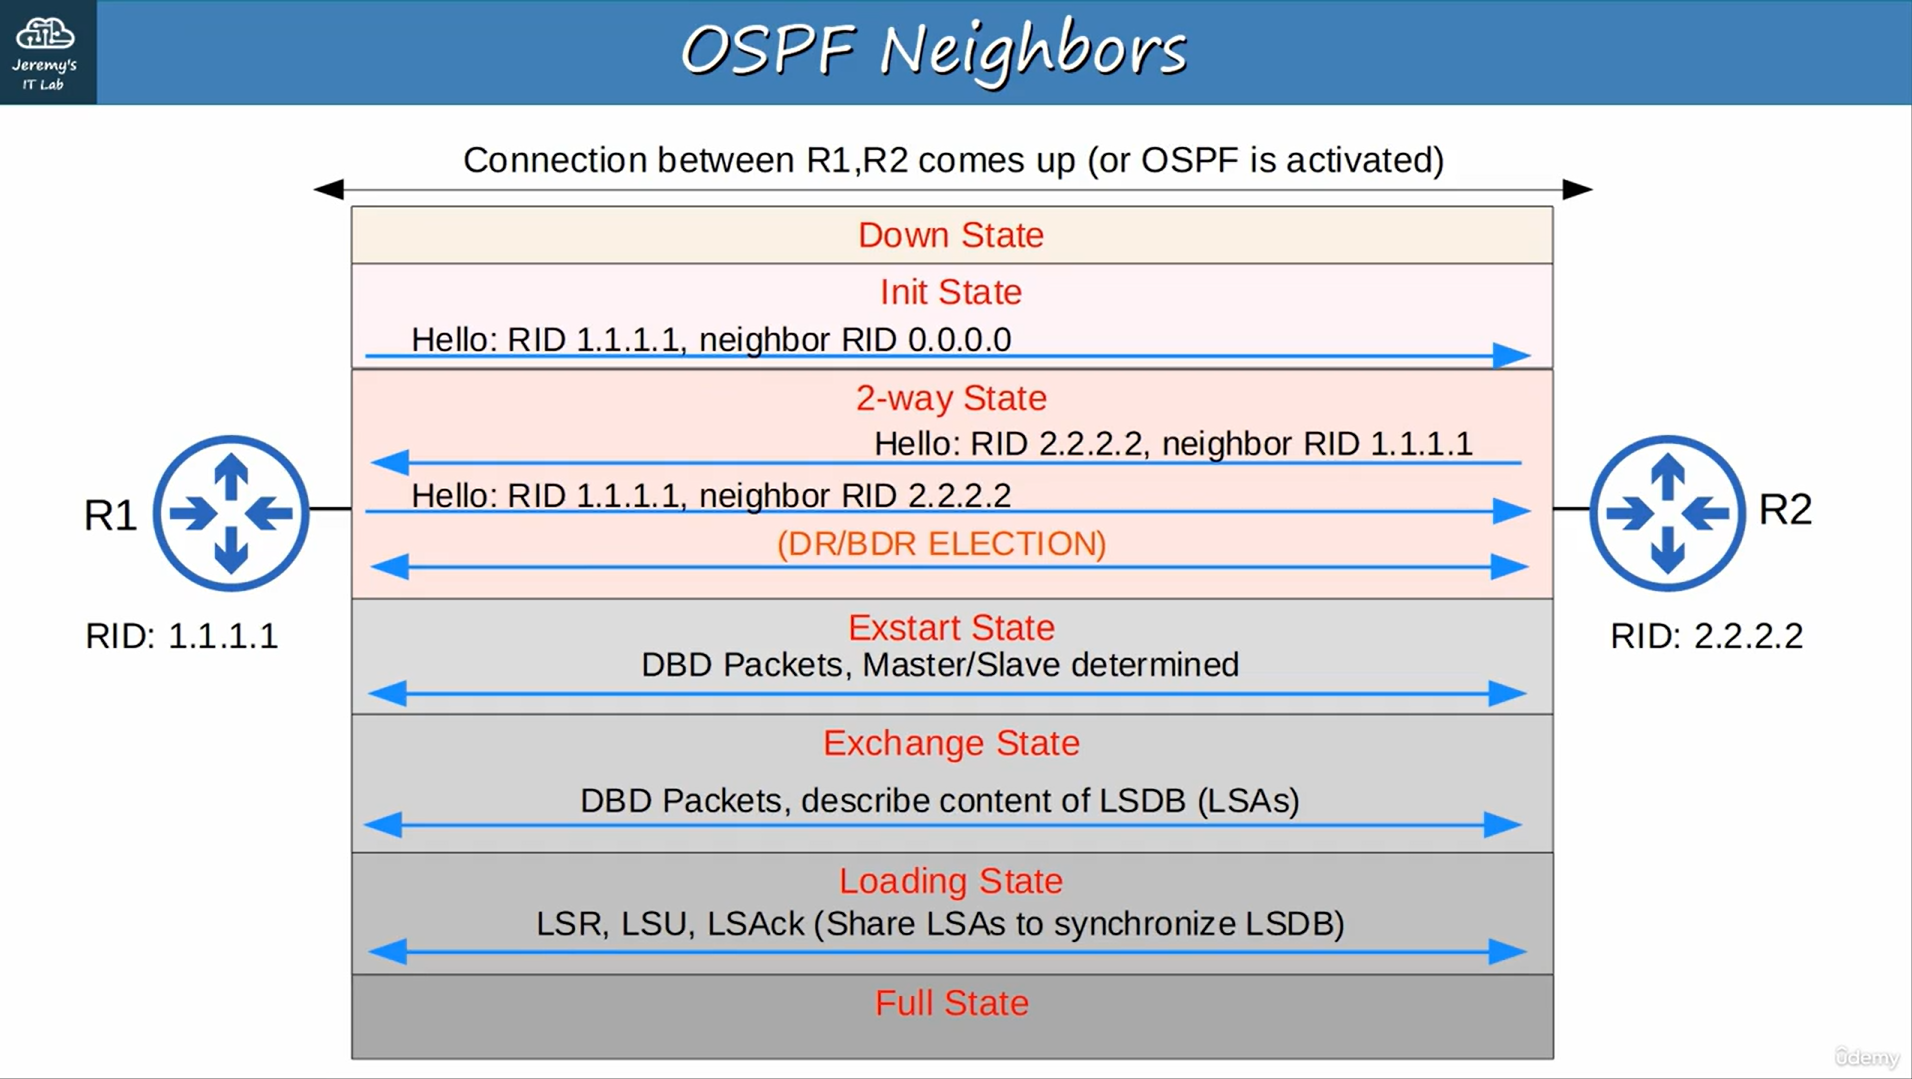 Jeremy's
IT Lab
OSPF Neighbors
Connection between R1,R2 comes up (or OSPF is activated)
Down State
Init State
Hello: RID 1.1.1.1, neighbor RID 0.0.0.0
2-way State
Hello: RID 2.2.2.2, neighbor RID 1.1.1.1
Hello: RID 1.1.1.1, neighbor RID 2.2.2.2
(DR/BDR ELECTION)
R1
R2
RID: 1.1.1.1
RID: 2.2.2.2
Exstart State
DBD Packets, Master/Slave determined
Exchange State
DBD Packets, describe content of LSDB (LSAs)
Loading State
LSR, LSU, LSAck (Share LSAs to synchronize LSDB)
Full State
udemy